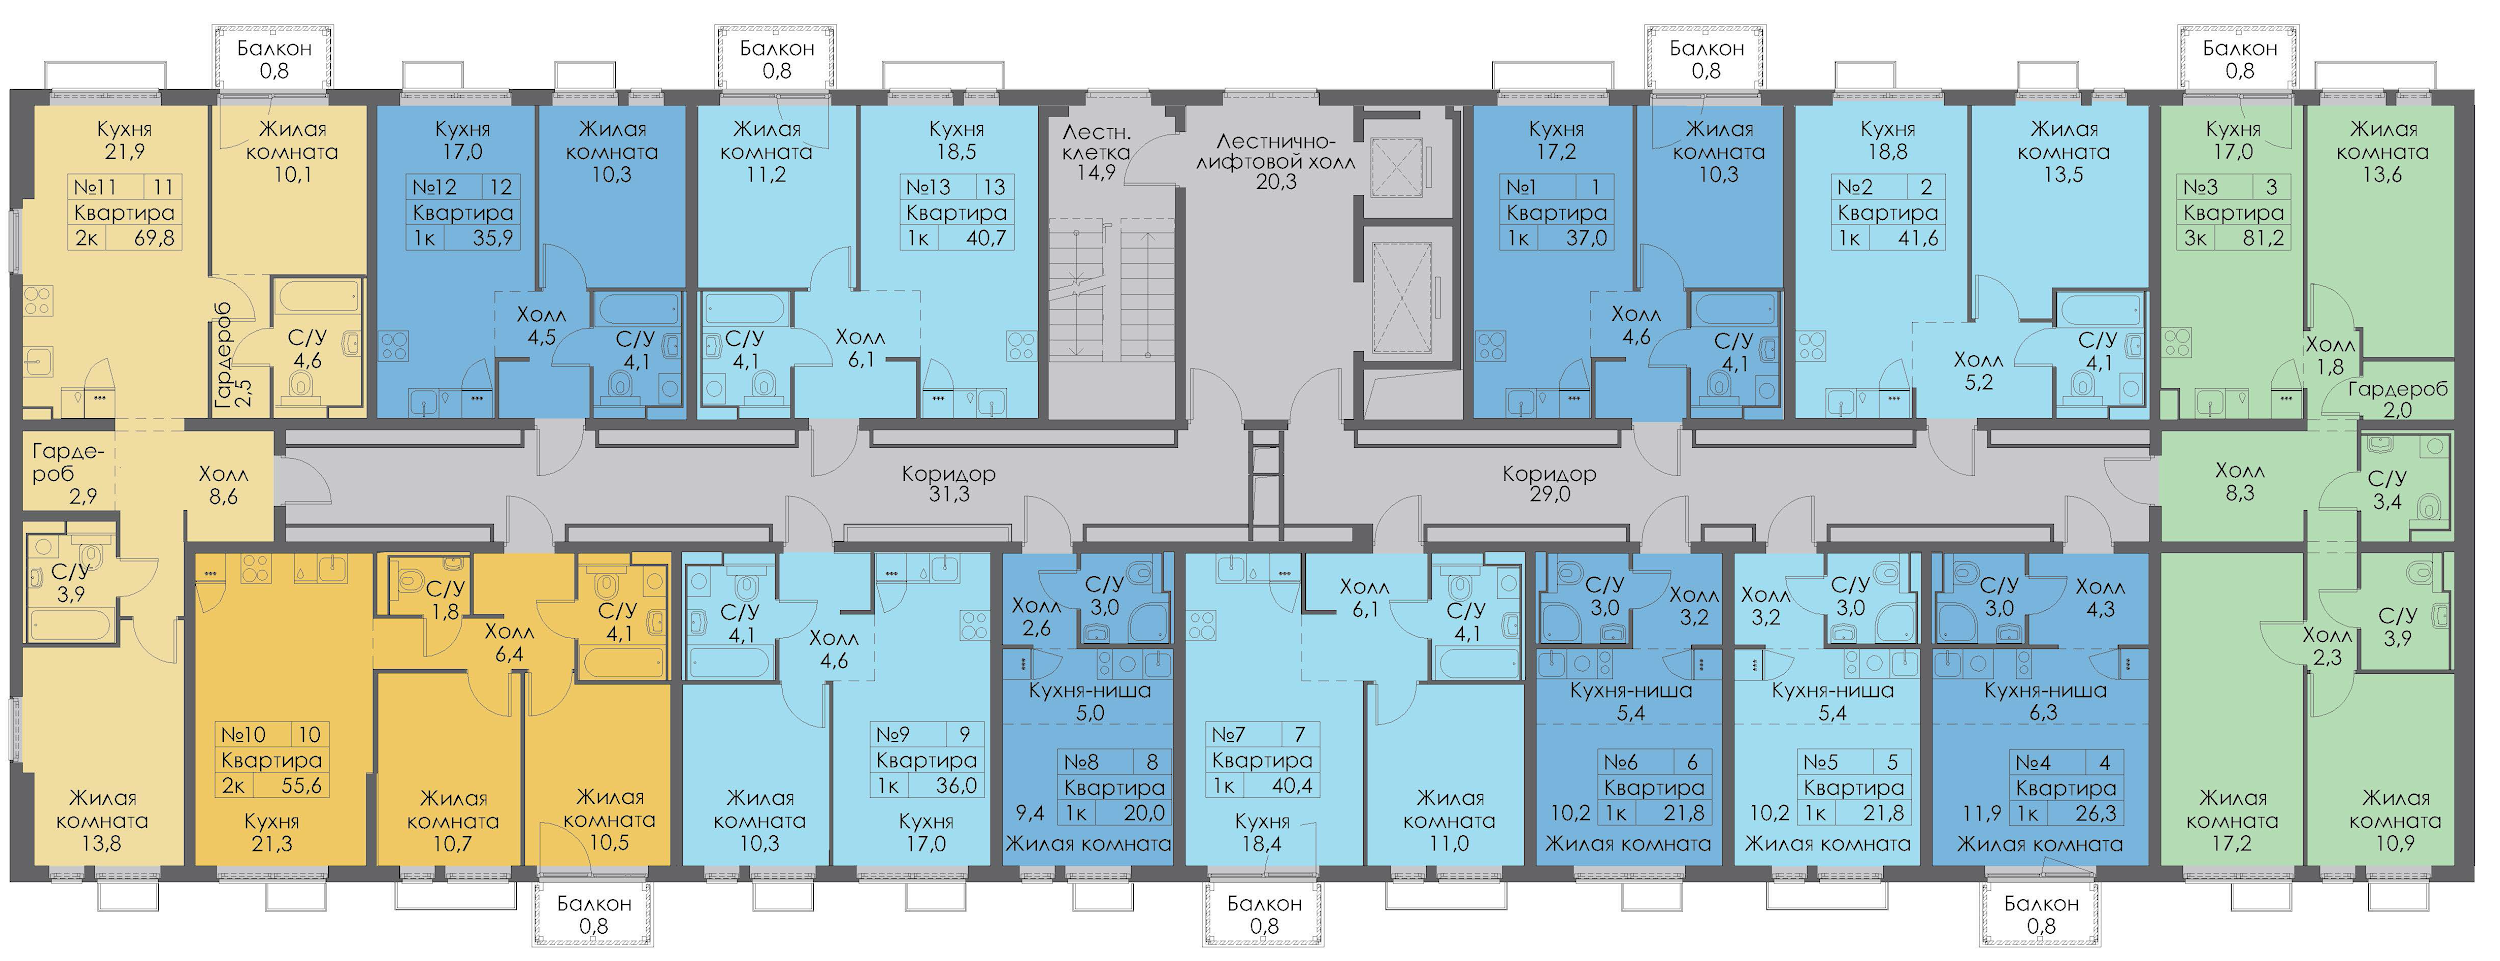 Балкон
0,8
Балкон
0,8
Балкон
0,8
Балкон
0,8
Кухня
21,9
№11 11
Квартира
2к 69,8
Жилая
комната
10,1
Гардероб
2,5
С/У
4,6
Кухня
17,0
№12 12
Квартира
1к 35,9
Жилая
комната
10,3
Холл
4,5
С/У
4,1
Жилая
комната
11,2
С/У
4,1
Кухня
18,5
№13 13
Квартира
1к 40,7
Холл
6,1
Лестн.
клетка
14,9
Лестнично-
лифтовой холл
20,3
Кухня
17,2
№1 1
Квартира
1к 37,0
Жилая
комната
10,3
Холл
4,6
С/У
4,1
Кухня
18,8
№2 2
Квартира
1к 41,6
Жилая
комната
13,5
Холл
5,2
С/У
4,1
Кухня
17,0
№3 3
Квартира
3к 81,2
Жилая
комната
13,6
Холл
1,8
Гардероб
2,0
Гарде-
роб
2,9
Холл
8,6
Коридор
31,3
Коридор
29,0
Холл
8,3
С/У
3,4
С/У
3,9
Жилая
комната
13,8
№10 10
Квартира
2к 55,6
Кухня
21,3
С/У
1,8
Холл
6,4
С/У
4,1
Жилая
комната
10,7
Жилая
комната
10,5
С/У
4,1
Холл
4,6
Жилая
комната
10,3
№9 9
Квартира
1к 36,0
Кухня
17,0
Холл
2,6
С/У
3,0
Кухня-ниша
5,0
№8 8
Квартира
1к 20,0
9,4
Жилая комната
Холл
6,1
С/У
4,1
№7 7
Квартира
1к 40,4
Кухня
18,4
Жилая
комната
11,0
С/У
3,0
Холл
3,2
Кухня-ниша
5,4
№6 6
Квартира
1к 21,8
10,2
Жилая комната
Холл
3,2
С/У
3,0
Кухня-ниша
5,4
№5 5
Квартира
1к 21,8
10,2
Жилая комната
С/У
3,0
Холл
4,3
Кухня-ниша
6,3
№4 4
Квартира
1к 26,3
11,9
Жилая комната
С/У
3,9
Холл
2,3
Жилая
комната
17,2
Жилая
комната
10,9
Балкон
0,8
Балкон
0,8
Балкон
0,8